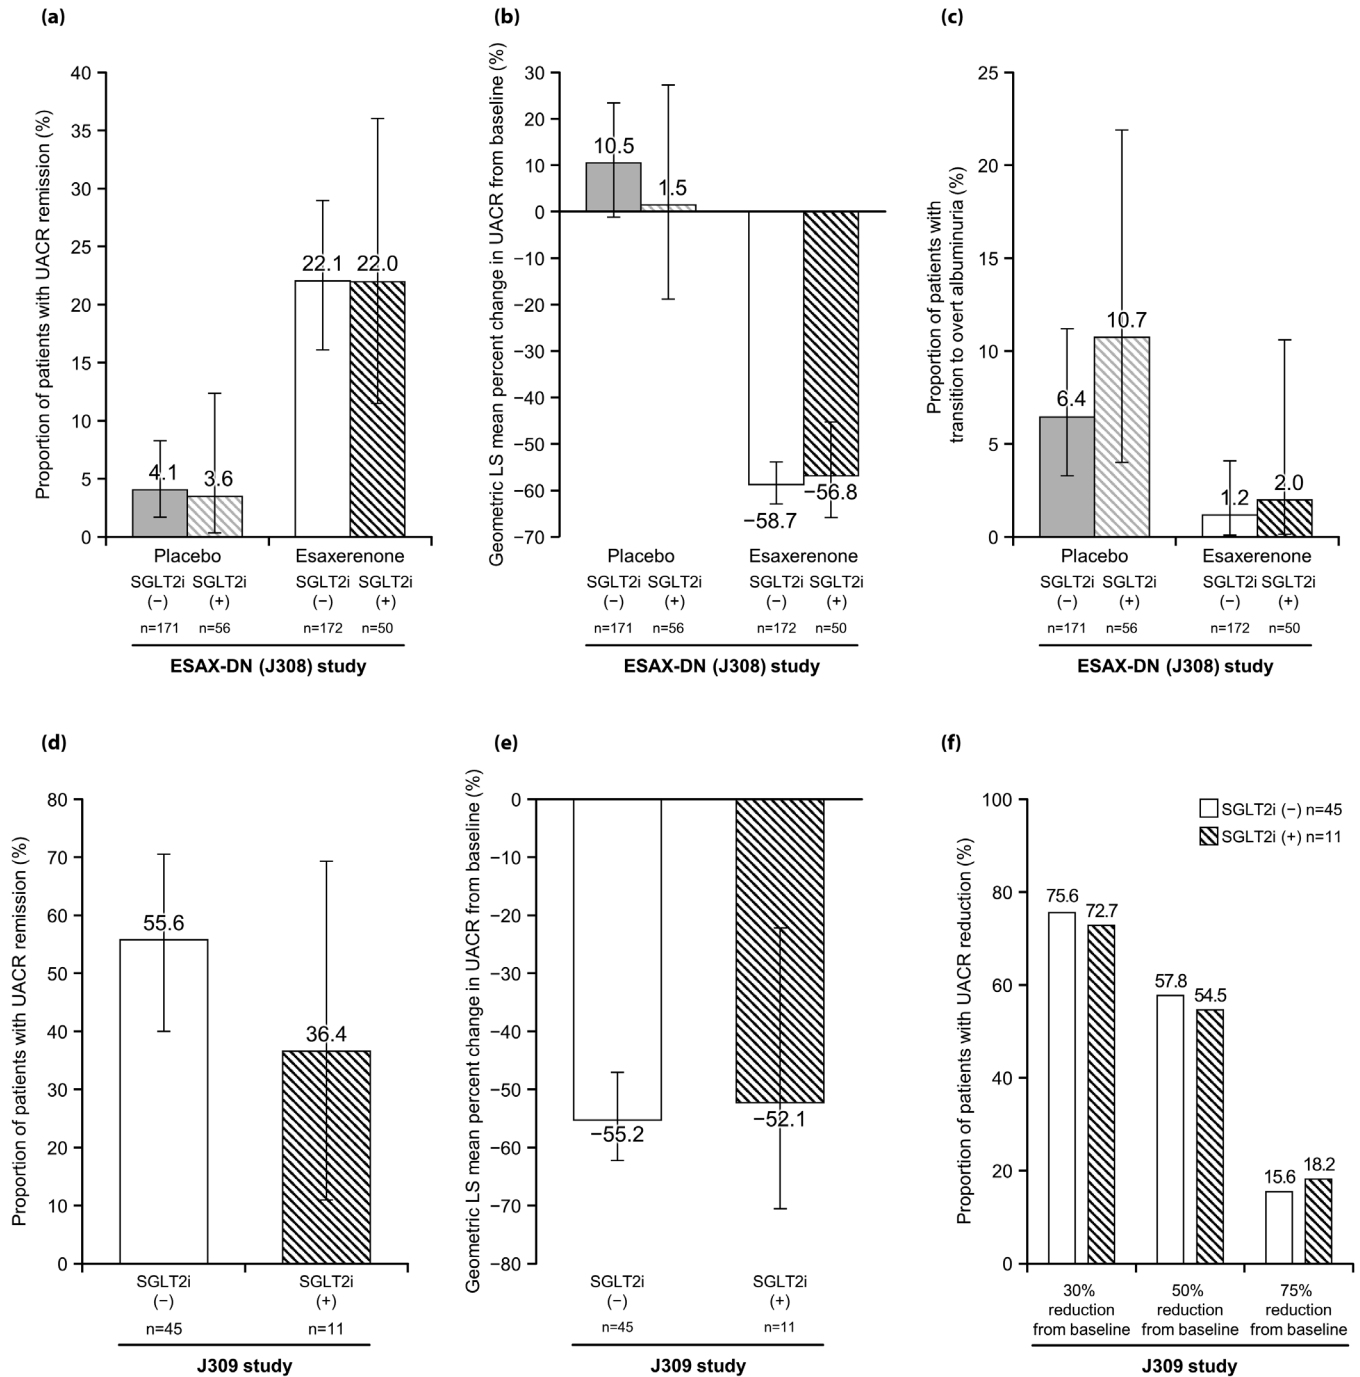 (a)
Proportion of patients with UACR remission (%)
40
35
30
25
20
15
10
5
0
4.1
3.6
22.1
22.0
Placebo
Esaxerenone
SGLT2i SGLT2i SGLT2i SGLT2i
(−) (+) (−) (+)
n=171 n=56 n=172 n=50
ESAX-DN (J308) study
(b)
Geometric LS mean percent change in UACR from baseline (%)
30
20
10
0
−10
−20
−30
−40
−50
−60
−70
10.5
1.5
−58.7
−56.8
Placebo
Esaxerenone
SGLT2i SGLT2i SGLT2i SGLT2i
(−) (+) (−) (+)
n=171 n=56 n=172 n=50
ESAX-DN (J308) study
(c)
Proportion of patients with
transition to overt albuminuria (%)
25
20
15
10
5
0
6.4
10.7
1.2
2.0
Placebo
Esaxerenone
SGLT2i SGLT2i SGLT2i SGLT2i
(−) (+) (−) (+)
n=171 n=56 n=172 n=50
ESAX-DN (J308) study
(d)
Proportion of patients with UACR remission (%)
80
70
60
50
40
30
20
10
0
55.6
36.4
SGLT2i SGLT2i
(−) (+)
n=45 n=11
J309 study
(e)
Geometric LS mean percent change in UACR from baseline (%)
0
−10
−20
−30
−40
−50
−60
−70
−80
−55.2
−52.1
SGLT2i SGLT2i
(−) (+)
n=45 n=11
J309 study
(f)
Proportion of patients with UACR reduction (%)
100
80
60
40
20
0
SGLT2i (−) n=45
SGLT2i (+) n=11
75.6
72.7
57.8
54.5
15.6
18.2
30% 50% 75%
reduction reduction reduction
from baseline from baseline from baseline
J309 study